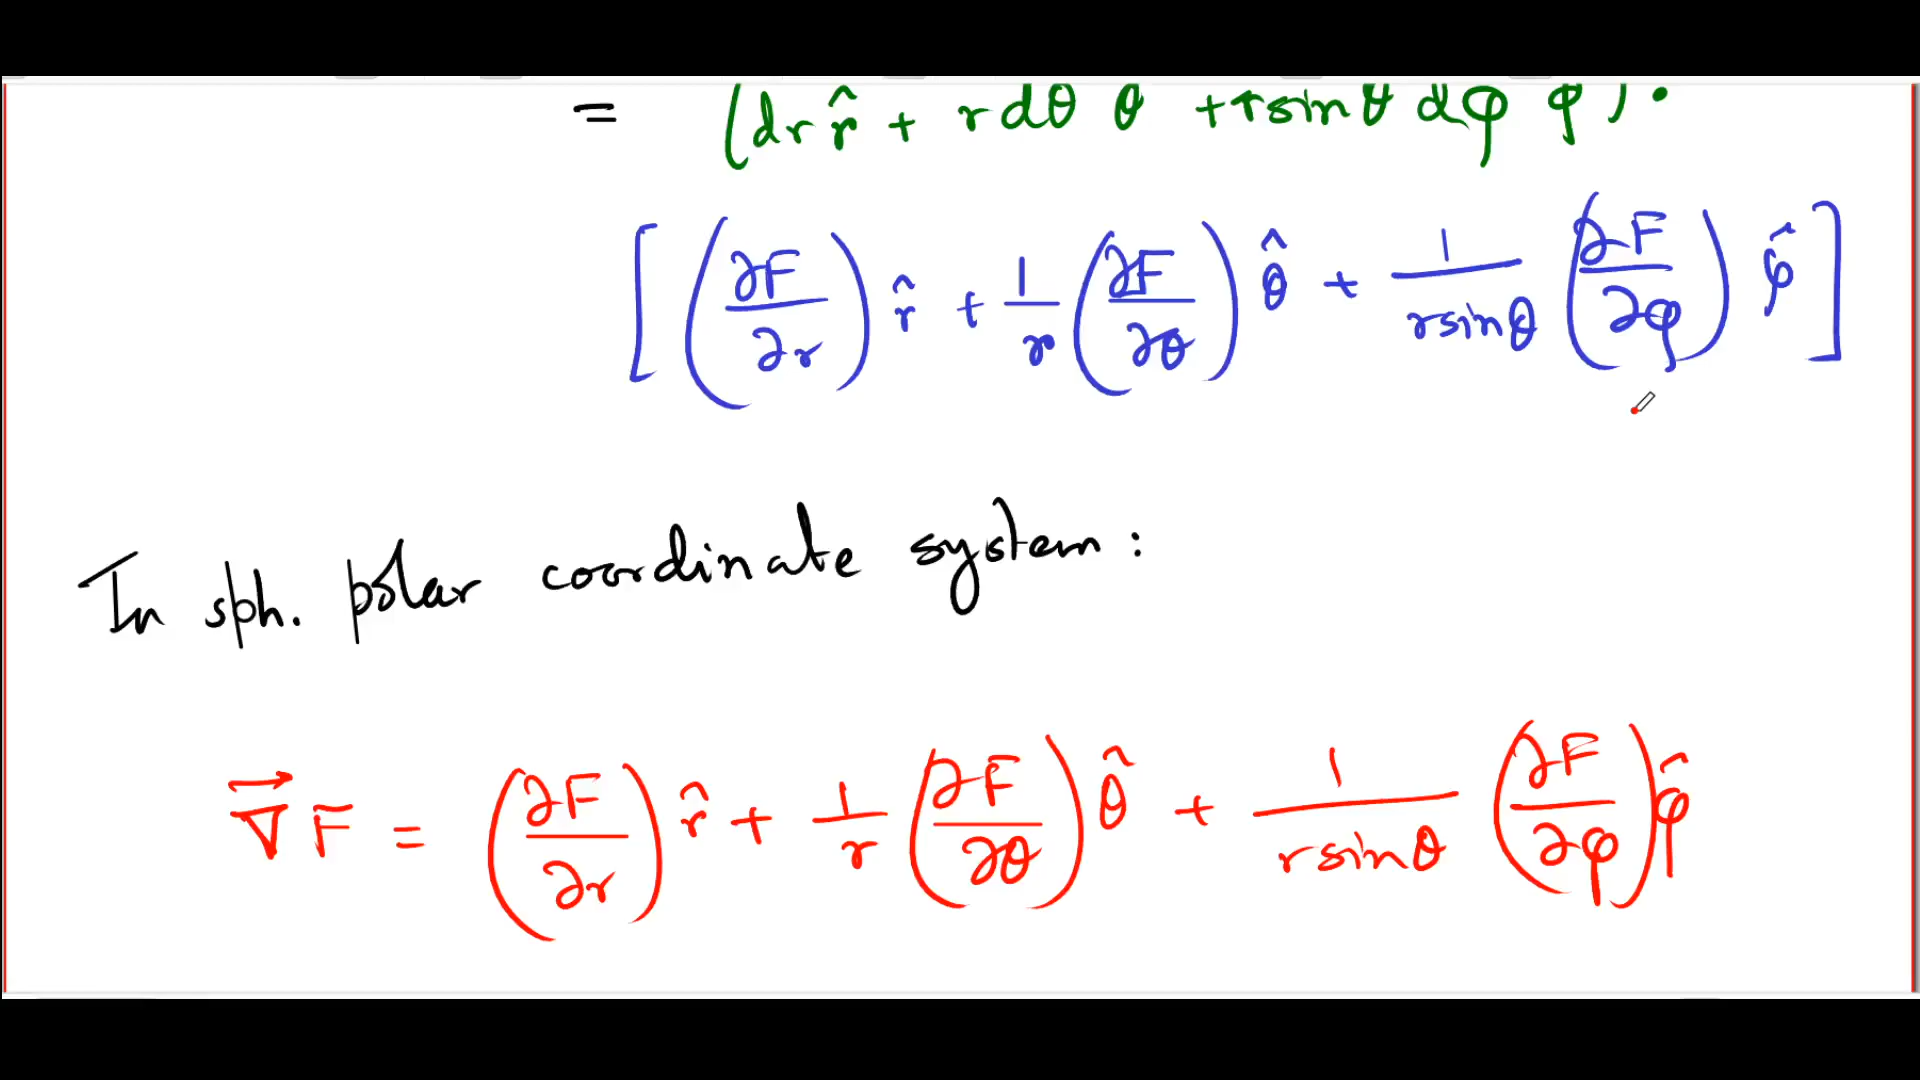 = (dr r̂ + r dθ θ̂ + r sinθ dφ φ̂) ·
[(∂F/∂r) r̂ + 1/r (∂F/∂θ) θ̂ + 1/(r sinθ) (∂F/∂φ) φ̂]
In sph. polar coordinate system:
∇⃗ F = (∂F/∂r) r̂ + 1/r (∂F/∂θ) θ̂ + 1/(r sinθ) (∂F/∂φ) φ̂